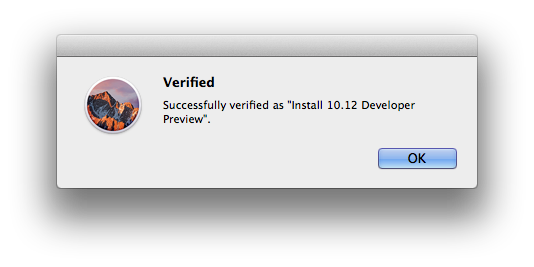 Verified
Successfully verified as "Install 10.12 Developer
Preview".
OK